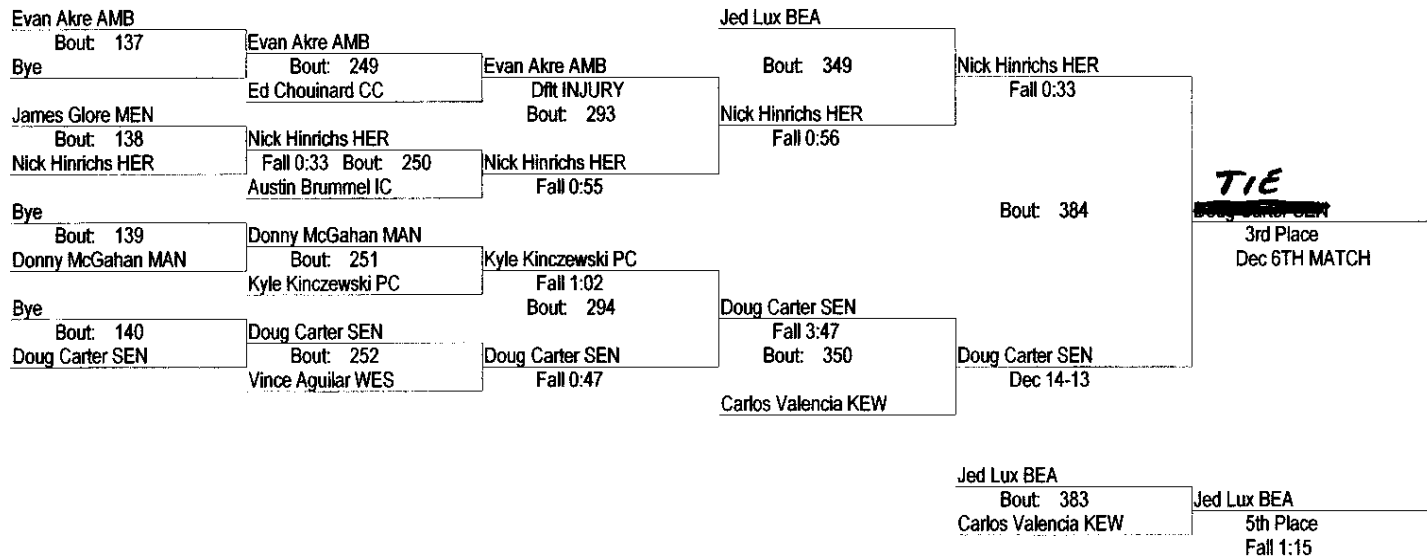 Evan Akre AMB
Bout: 137
Bye
James Glore MEN
Bout: 138
Nick Hinrichs HER
Bye
Bout: 139
Donny McGahan MAN
Bye
Bout: 140
Doug Carter SEN
Evan Akre AMB
Bout: 249
Ed Chouinard CC
Nick Hinrichs HER
Fall 0:33 Bout: 250
Austin Brummel IC
Donny McGahan MAN
Bout: 251
Kyle Kinczewski PC
Doug Carter SEN
Bout: 252
Vince Aguilar WES
Evan Akre AMB
Dflt INJURY
Bout: 293
Nick Hinrichs HER
Fall 0:55
Kyle Kinczewski PC
Fall 1:02
Bout: 294
Doug Carter SEN
Fall 0:47
Jed Lux BEA
Bout: 349
Nick Hinrichs HER
Fall 0:56
Doug Carter SEN
Fall 3:47
Bout: 350
Carlos Valencia KEW
Nick Hinrichs HER
Fall 0:33
Bout: 384
Doug Carter SEN
Dec 14-13
TIE
3rd Place
Dec 6TH MATCH
Jed Lux BEA
Bout: 383
Carlos Valencia KEW
Jed Lux BEA
5th Place
Fall 1:15